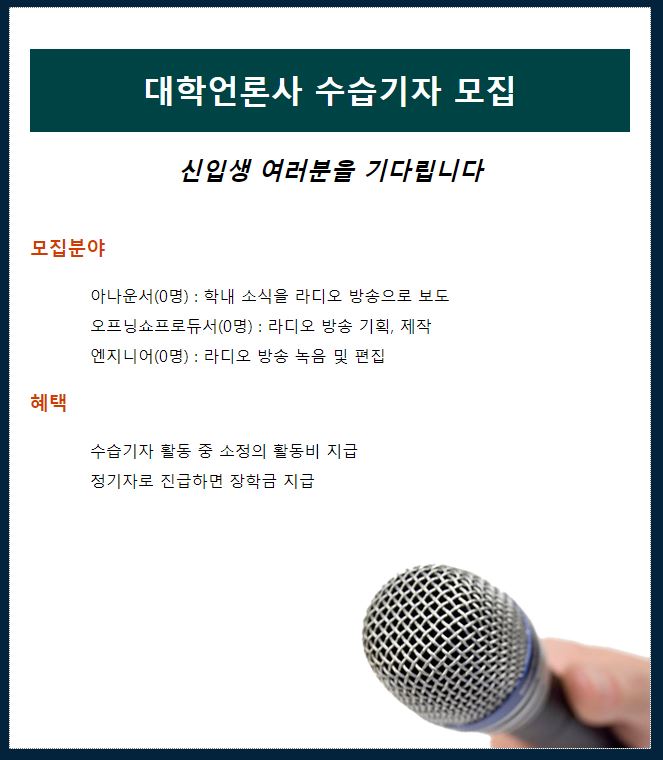 대학언론사 수습기자 모집
신입생 여러분을 기다립니다
모집분야
아나운서(0명) : 학내 소식을 라디오 방송으로 보도
오프닝쇼프로듀서(0명) : 라디오 방송 기획, 제작
엔지니어(0명) : 라디오 방송 녹음 및 편집
혜택
수습기자 활동 중 소정의 활동비 지급
정기자로 진급하면 장학금 지급